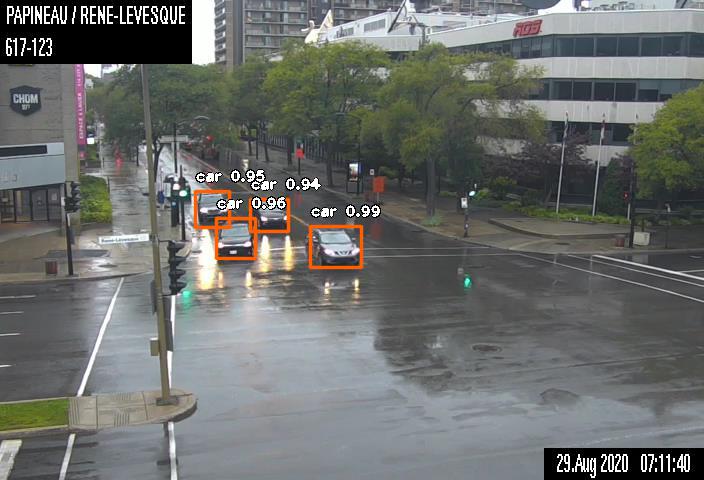 PAPINEAU / RENE-LEVESQUE
617-123
CHOM
car 0.95
car 0.94
car 0.96
car 0.99
René-Lévesque
29.Aug 2020 07:11:40